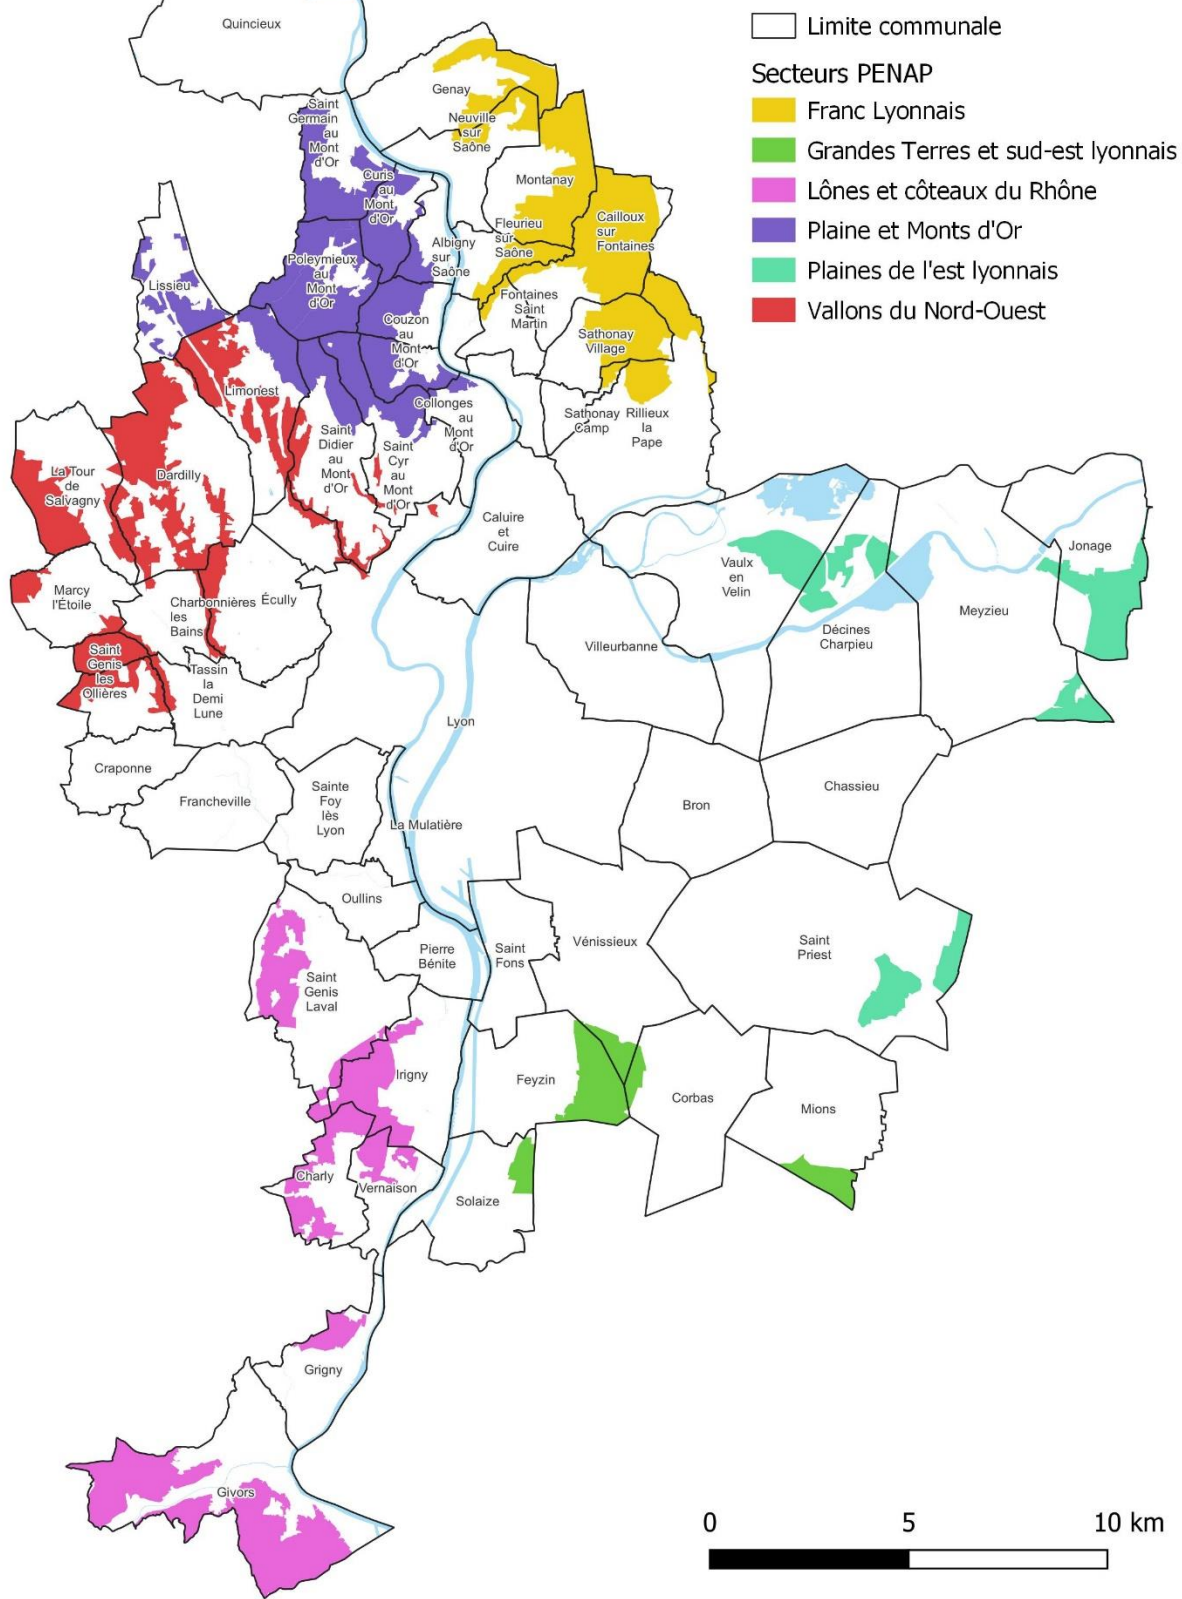 Limite communale
Secteurs PENAP
Franc Lyonnais
Grandes Terres et sud-est lyonnais
Lônes et côteaux du Rhône
Plaine et Monts d'Or
Plaines de l'est lyonnais
Vallons du Nord-Ouest
Quincieux
Genay
Saint
Germain
au
Mont
d'Or
Neuville
sur
Saône
Curis
au
Mont
d'Or
Montanay
Fleurieu
sur
Saône
Cailloux
sur
Fontaines
Albigny
sur
Saône
Poleymieux
au
Mont
d'Or
Lissieu
Fontaines
Saint
Martin
Couzon
au
Mont
d'Or
Sathonay
Village
Limonest
Collonges
au
Mont
d'Or
Sathonay
Camp
Rillieux
la
Pape
Saint
Didier
au
Mont
d'Or
Saint
Cyr
au
Mont
d'Or
La Tour
de
Salvagny
Dardilly
Caluire
et
Cuire
Jonage
Vaulx
en
Velin
Marcy
l'Étoile
Charbonnières
les
Bains
Écully
Meyzieu
Décines
Charpieu
Villeurbanne
Saint
Genis
les
Ollières
Tassin
la
Demi
Lune
Lyon
Craponne
Francheville
Sainte
Foy
lès
Lyon
Chassieu
Bron
La Mulatière
Oullins
Pierre
Bénite
Saint
Fons
Vénissieux
Saint
Priest
Saint
Genis
Laval
Irigny
Feyzin
Corbas
Mions
Charly
Vernaison
Solaize
Grigny
Givors
0 5 10 km